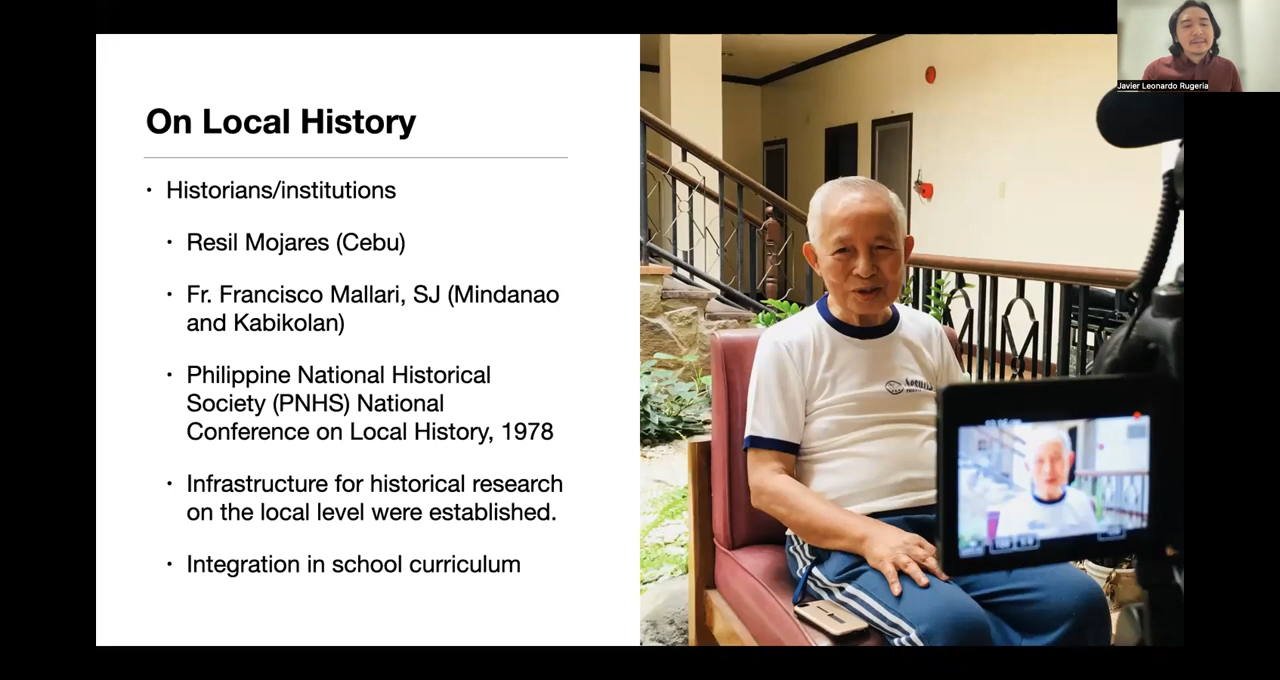 On Local History
• Historians/institutions
• Resil Mojares (Cebu)
• Fr. Francisco Mallari, SJ (Mindanao
and Kabikolan)
• Philippine National Historical
Society (PNHS) National
Conference on Local History, 1978
• Infrastructure for historical research
on the local level were established.
• Integration in school curriculum
Javier Leonardo Rugeria